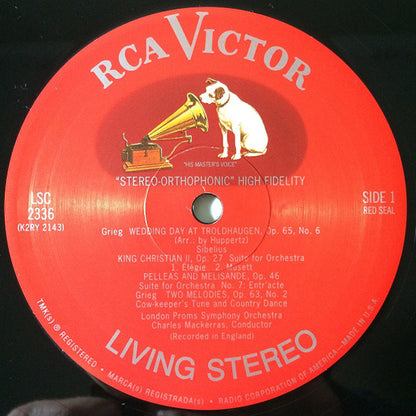 RCA VICTOR
"HIS MASTER'S VOICE"
"STEREO-ORTHOPHONIC" HIGH FIDELITY
LSC
2336
(K2RY 2143)
SIDE 1
RED SEAL
Grieg WEDDING DAY AT TROLDHAUGEN, Op. 65, No. 6
(Arr.: by Huppertz)
Sibelius
KING CHRISTIAN II, Op. 27 Suite for Orchestra
1. Elégie 2. Musett
PELLEAS AND MELISANDE, Op. 46
Suite for Orchestra No. 7: Entr'acte
Grieg TWO MELODIES, Op. 63, No. 2
Cow-keeper's Tune and Country Dance
London Proms Symphony Orchestra
Charles Mackerras, Conductor
(Recorded in England)
LIVING STEREO
TMK(s) ® REGISTERED • MARCA(s) REGISTRADA(s) • RADIO CORPORATION OF AMERICA—MADE IN U.S.A.